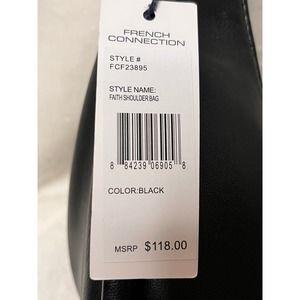 FRENCH
CONNECTION
STYLE #
FCF23895
STYLE NAME:
FAITH SHOULDER BAG
8 84239 06905 8
COLOR:BLACK
MSRP $118.00